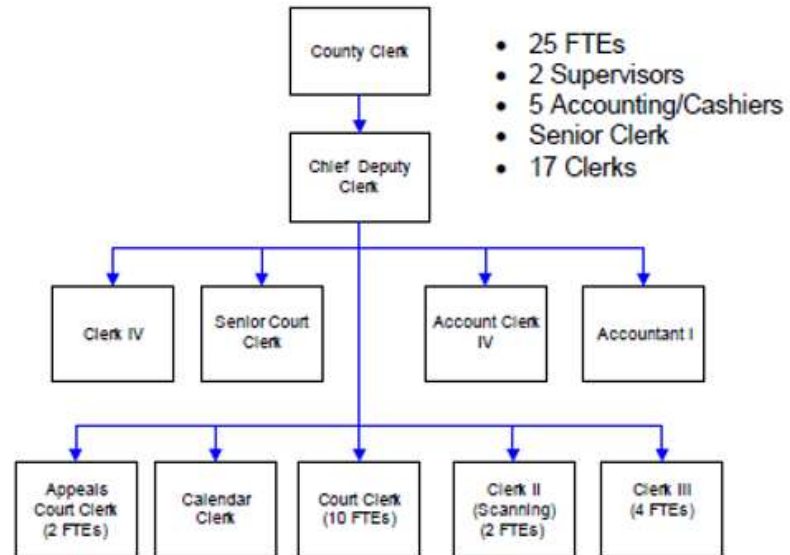 County Clerk
• 25 FTEs
• 2 Supervisors
• 5 Accounting/Cashiers
• Senior Clerk
• 17 Clerks
Chief Deputy
Clerk
Clerk IV
Senior Court
Clerk
Account Clerk
IV
Accountant I
Appeals
Court Clerk
(2 FTEs)
Calendar
Clerk
Court Clerk
(10 FTEs)
Clerk II
(Scanning)
(2 FTEs)
Clerk III
(4 FTEs)